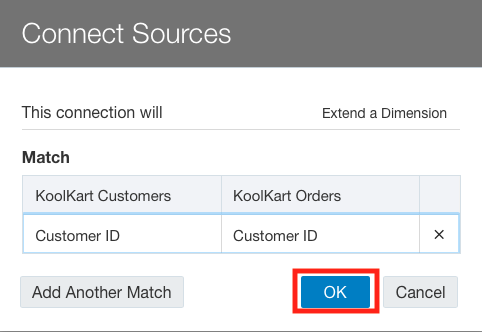 Connect Sources
This connection will Extend a Dimension
Match
KoolKart Customers KoolKart Orders
Customer ID Customer ID ×
Add Another Match OK Cancel